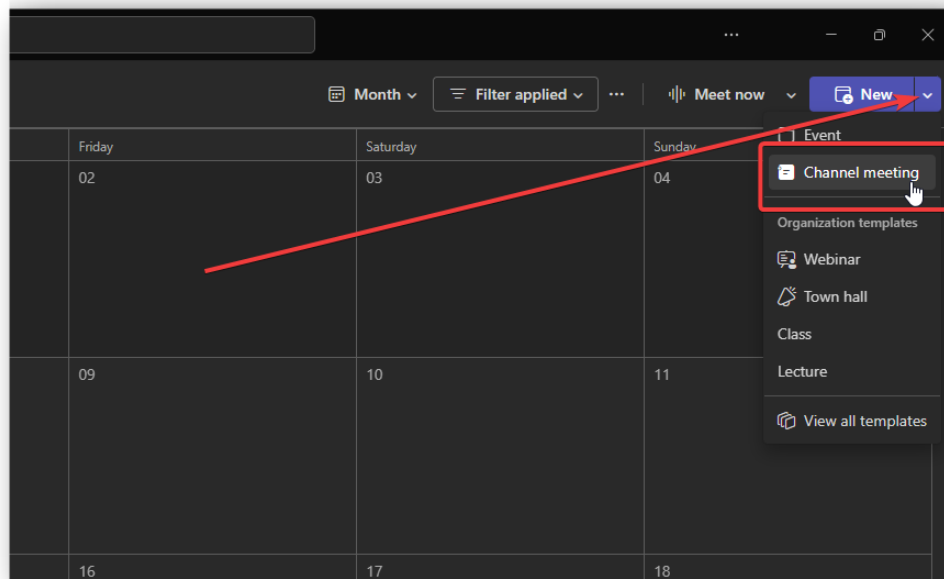 Month
Filter applied
Meet now
New
Event
Channel meeting
Organization templates
Webinar
Town hall
Class
Lecture
View all templates
Friday Saturday Sunday
02 03 04
09 10 11
16 17 18